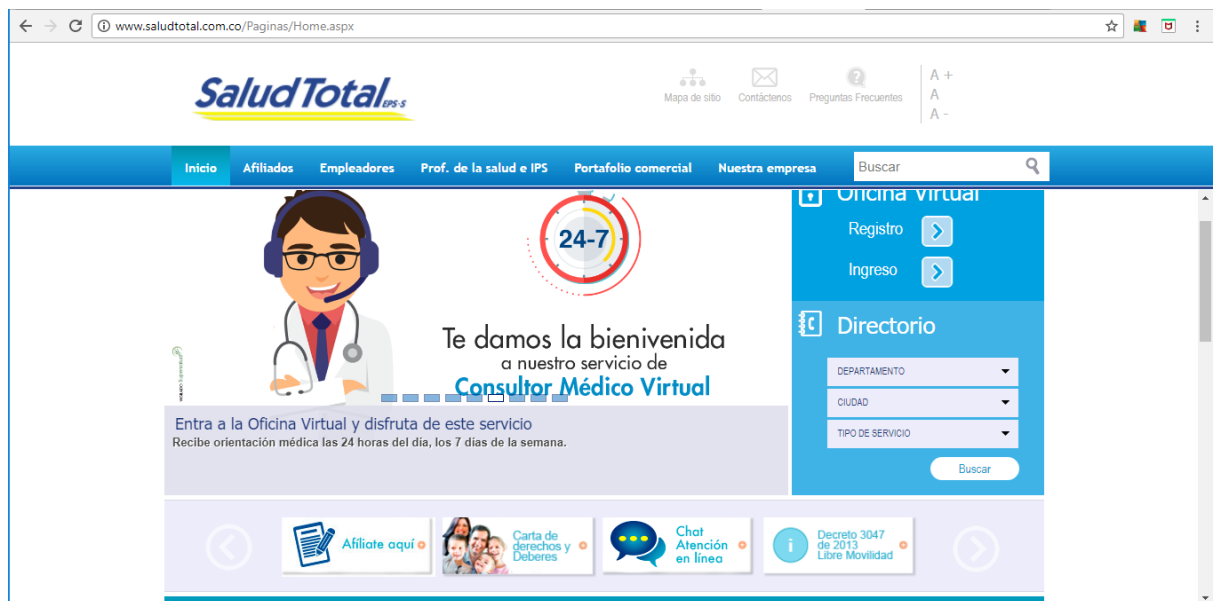 www.saludtotal.com.co/Paginas/Home.aspx
SaludTotal EPS-S
Mapa de sitio
Contáctenos
Preguntas Frecuentes
A +
A
A -
Inicio
Afiliados
Empleadores
Prof. de la salud e IPS
Portafolio comercial
Nuestra empresa
Buscar
24-7
Te damos la bienivenida
a nuestro servicio de
Consultor Médico Virtual
Entra a la Oficina Virtual y disfruta de este servicio
Recibe orientación médica las 24 horas del día, los 7 días de la semana.
Oficina Virtual
Registro
Ingreso
Directorio
DEPARTAMENTO
CIUDAD
TIPO DE SERVICIO
Buscar
Afiliate aquí
Carta de
derechos y
Deberes
Chat
Atención
en línea
i
Decreto 3047
de 2013
Libre Movilidad